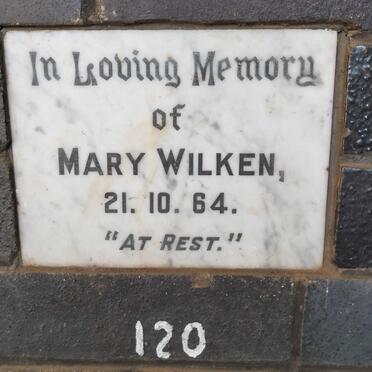 In Loving Memory
of
MARY WILKEN,
21. 10. 64.
"AT REST."
120